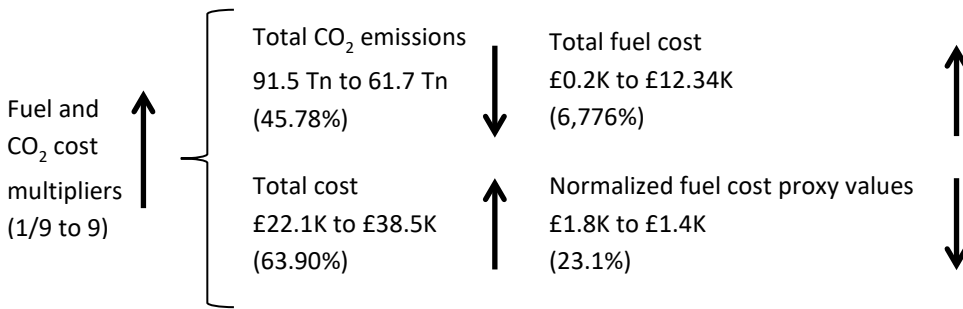 Fuel and
CO₂ cost
multipliers
(1/9 to 9)
Total CO₂ emissions
91.5 Tn to 61.7 Tn
(45.78%)
Total fuel cost
£0.2K to £12.34K
(6,776%)
Total cost
£22.1K to £38.5K
(63.90%)
Normalized fuel cost proxy values
£1.8K to £1.4K
(23.1%)